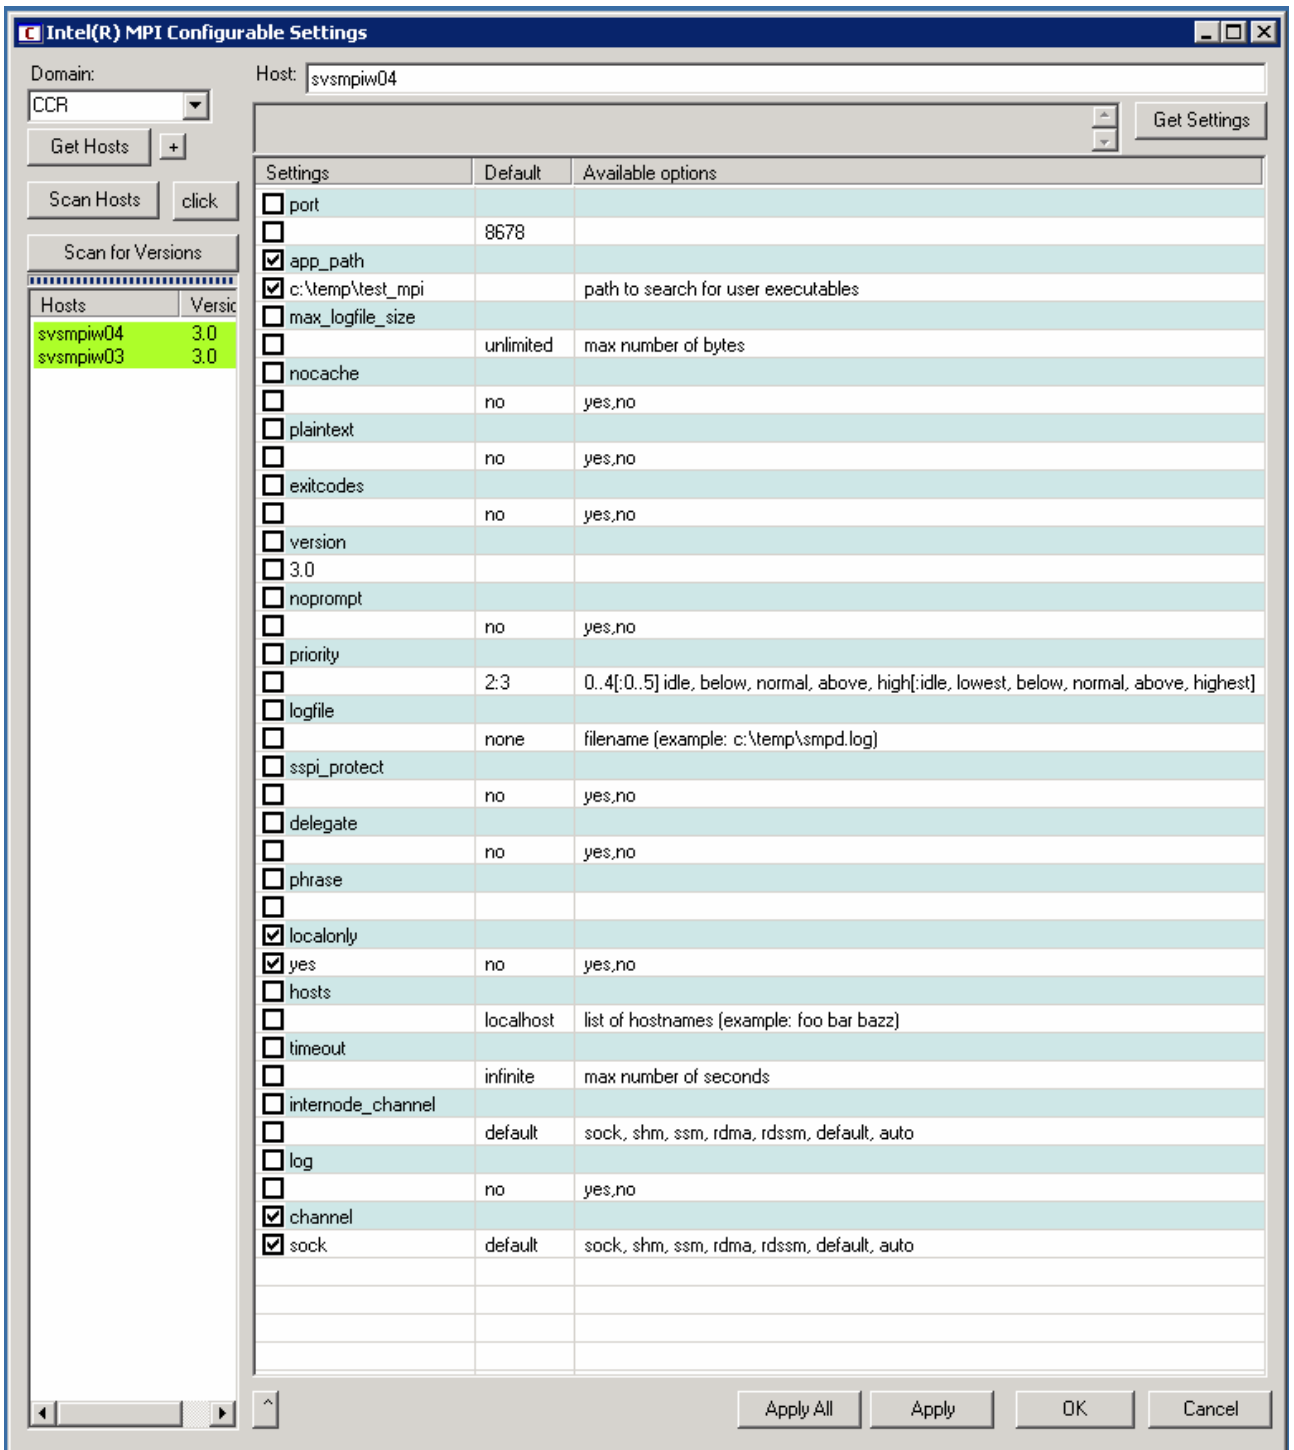 Intel(R) MPI Configurable Settings
Domain:
CCR
Get Hosts
+
Scan Hosts
click
Scan for Versions
Hosts Versic
svsmpiw04 3.0
svsmpiw03 3.0
Host: svsmpiw04
Get Settings
Settings Default Available options
port
8678
app_path
c:\temp\test_mpi path to search for user executables
max_logfile_size
unlimited max number of bytes
nocache
no yes,no
plaintext
no yes,no
exitcodes
no yes,no
version
3.0
noprompt
no yes,no
priority
2:3 0..4[:0..5] idle, below, normal, above, high[:idle, lowest, below, normal, above, highest]
logfile
none filename (example: c:\temp\smpd.log)
sspi_protect
no yes,no
delegate
no yes,no
phrase
localonly
yes no yes,no
hosts
localhost list of hostnames (example: foo bar bazz)
timeout
infinite max number of seconds
internode_channel
default sock, shm, ssm, rdma, rdssm, default, auto
log
no yes,no
channel
sock default sock, shm, ssm, rdma, rdssm, default, auto
^
Apply All
Apply
OK
Cancel